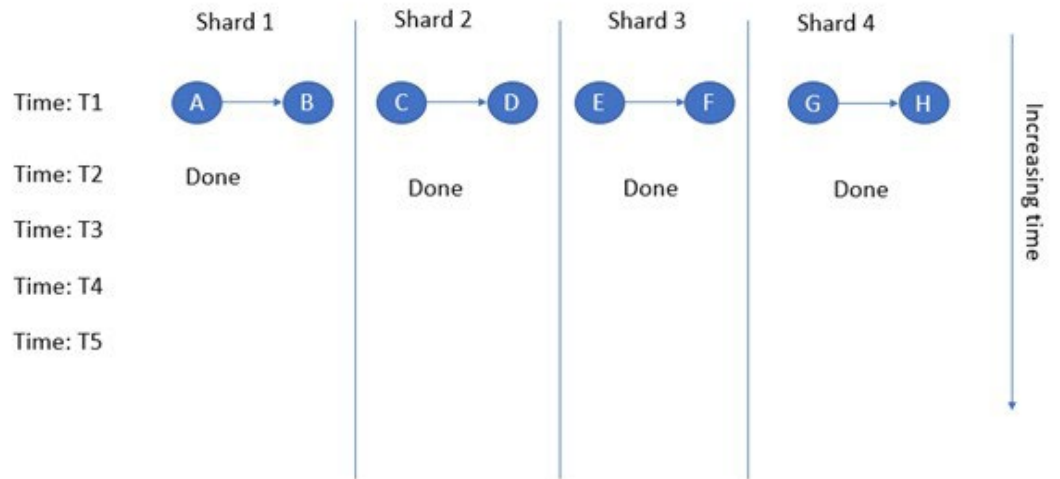 Shard 1
Shard 2
Shard 3
Shard 4
Time: T1
A
B
C
D
E
F
G
H
Time: T2
Done
Done
Done
Done
Time: T3
Time: T4
Time: T5
Increasing time